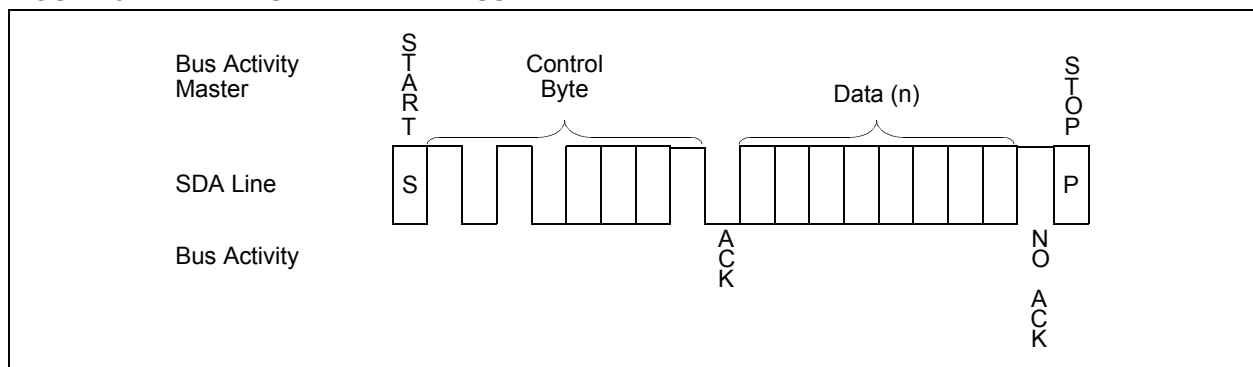 Bus Activity
Master
START
Control
Byte
Data (n)
STOP
SDA Line
S
P
Bus Activity
ACK
NO ACK